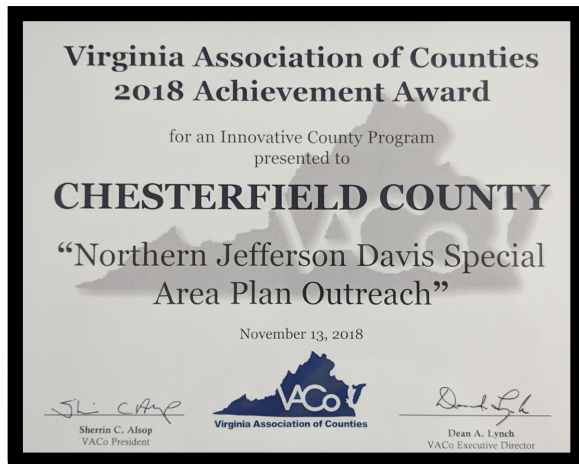 Virginia Association of Counties
2018 Achievement Award
for an Innovative County Program
presented to
CHESTERFIELD COUNTY
“Northern Jefferson Davis Special
Area Plan Outreach”
November 13, 2018
VACo
Virginia Association of Counties
Sherrin C. Alsop
VACo President
Dean A. Lynch
VACo Executive Director